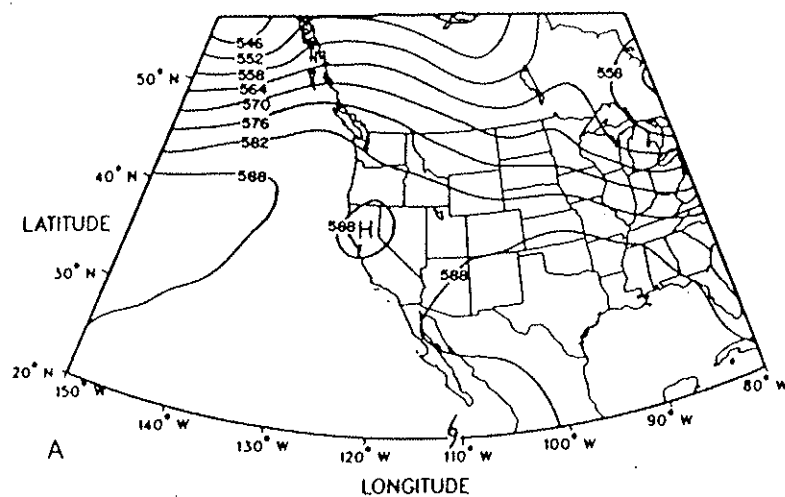 546
552
558
564
570
576
582
588
558
588
H
588
50° N
40° N
LATITUDE
30° N
20° N
150° W
140° W
130° W
120° W
110° W
100° W
90° W
80° W
A
LONGITUDE